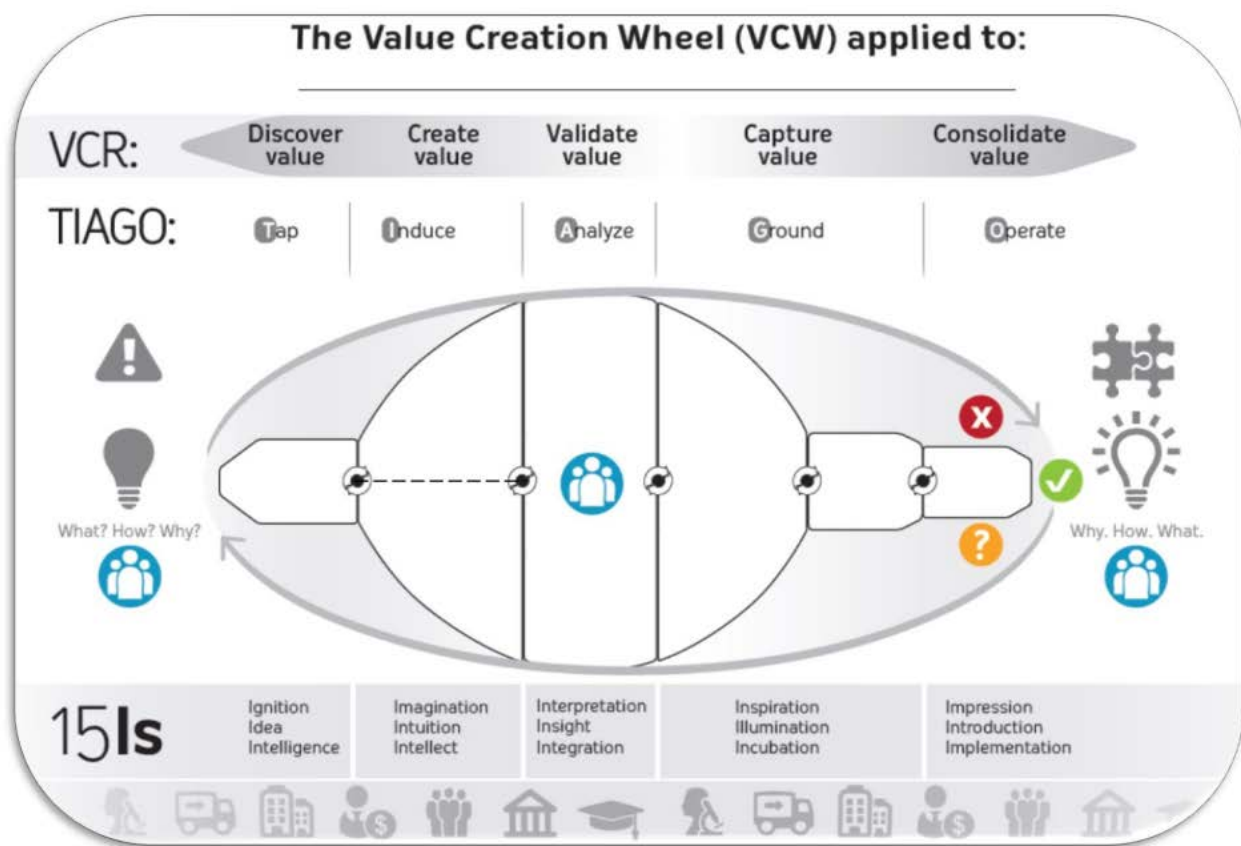 The Value Creation Wheel (VCW) applied to:
VCR:
Discover value
Create value
Validate value
Capture value
Consolidate value
TIAGO:
Tap
Induce
Analyze
Ground
Operate
!
X
?
What? How? Why?
Why. How. What.
15Is
Ignition
Idea
Intelligence
Imagination
Intuition
Intellect
Interpretation
Insight
Integration
Inspiration
Illumination
Incubation
Impression
Introduction
Implementation
$
$